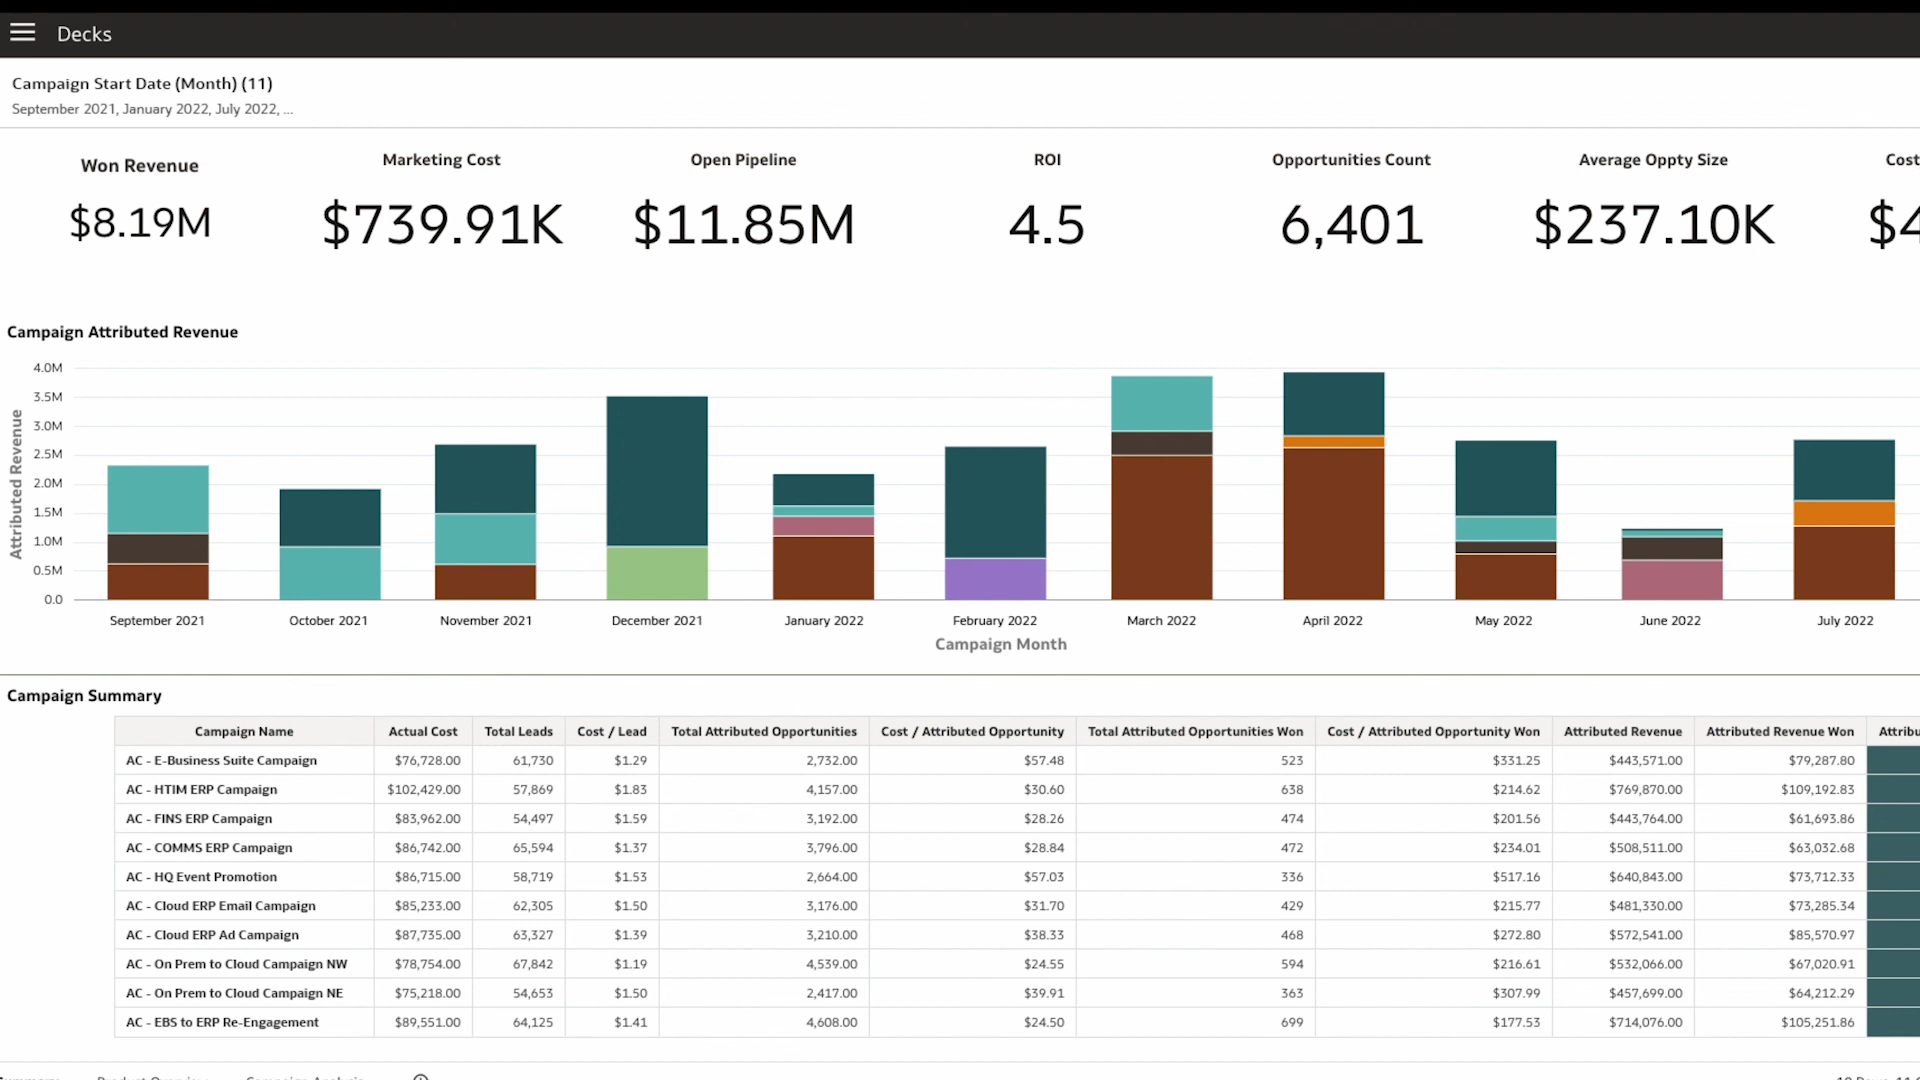 Decks
Campaign Start Date (Month) (11)
September 2021, January 2022, July 2022, ...
Won Revenue Marketing Cost Open Pipeline ROI Opportunities Count Average Oppty Size Cost
$8.19M $739.91K $11.85M 4.5 6,401 $237.10K $4
Campaign Attributed Revenue
4.0M
3.5M
3.0M
2.5M
2.0M
1.5M
1.0M
0.5M
0.0
Attributed Revenue
September 2021 October 2021 November 2021 December 2021 January 2022 February 2022 March 2022 April 2022 May 2022 June 2022 July 2022
Campaign Month
Campaign Summary
Campaign Name Actual Cost Total Leads Cost / Lead Total Attributed Opportunities Cost / Attributed Opportunity Total Attributed Opportunities Won Cost / Attributed Opportunity Won Attributed Revenue Attributed Revenue Won Attribu
AC - E-Business Suite Campaign $76,728.00 61,730 $1.29 2,732.00 $57.48 523 $331.25 $443,571.00 $79,287.80
AC - HTIM ERP Campaign $102,429.00 57,869 $1.83 4,157.00 $30.60 638 $214.62 $769,870.00 $109,192.83
AC - FINS ERP Campaign $83,962.00 54,497 $1.59 3,192.00 $28.26 474 $201.56 $443,764.00 $61,693.86
AC - COMMS ERP Campaign $86,742.00 65,594 $1.37 3,796.00 $28.84 472 $234.01 $508,511.00 $63,032.68
AC - HQ Event Promotion $86,715.00 58,719 $1.53 2,664.00 $57.03 336 $517.16 $640,843.00 $73,712.33
AC - Cloud ERP Email Campaign $85,233.00 62,305 $1.50 3,176.00 $31.70 429 $215.77 $481,330.00 $73,285.34
AC - Cloud ERP Ad Campaign $87,735.00 63,327 $1.39 3,210.00 $38.33 468 $272.80 $572,541.00 $85,570.97
AC - On Prem to Cloud Campaign NW $78,754.00 67,842 $1.19 4,539.00 $24.55 594 $216.61 $532,066.00 $67,020.91
AC - On Prem to Cloud Campaign NE $75,218.00 54,653 $1.50 2,417.00 $39.91 363 $307.99 $457,699.00 $64,212.29
AC - EBS to ERP Re-Engagement $89,551.00 64,125 $1.41 4,608.00 $24.50 699 $177.53 $714,076.00 $105,251.86